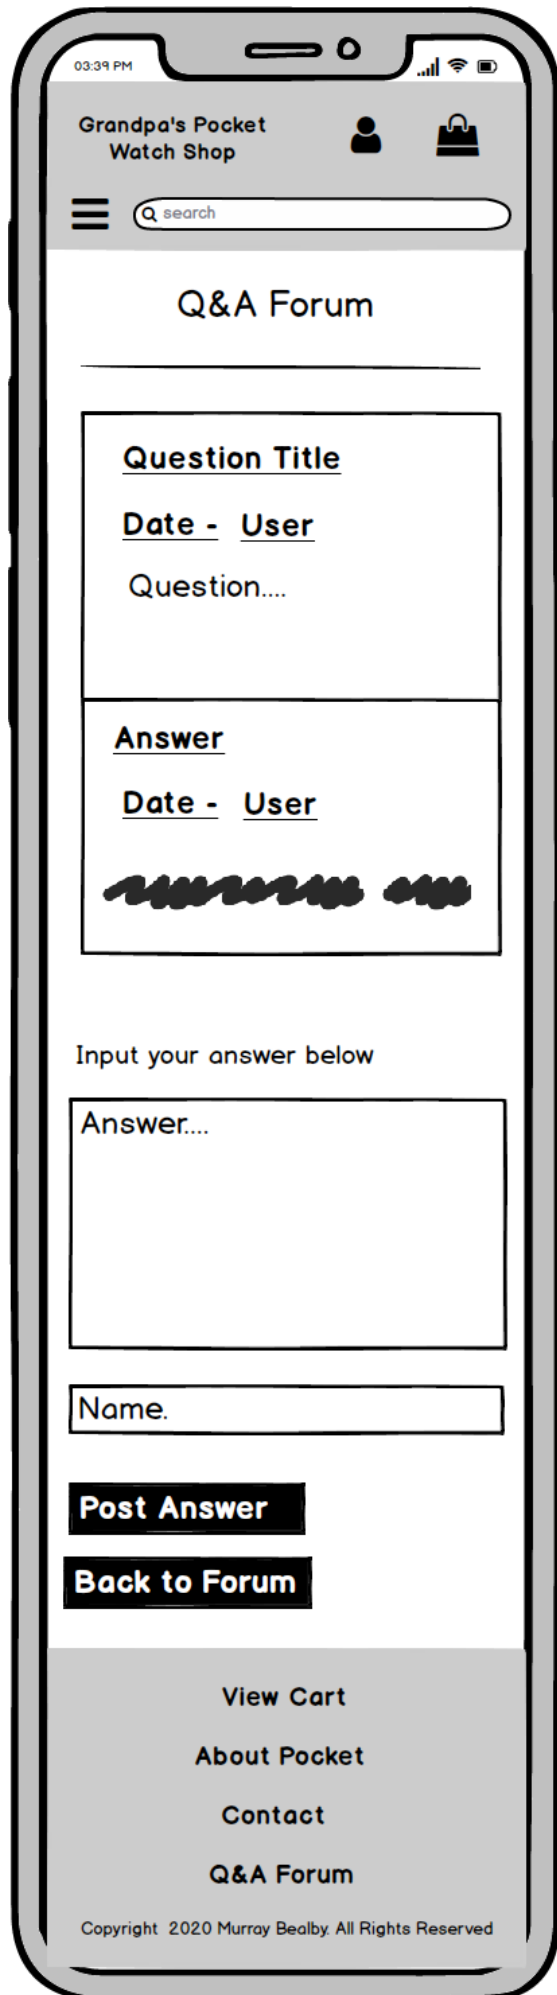 03:39 PM
Grandpa's Pocket
Watch Shop
search
Q&A Forum
Question Title
Date - User
Question....
Answer
Date - User
Input your answer below
Answer....
Name.
Post Answer
Back to Forum
View Cart
About Pocket
Contact
Q&A Forum
Copyright 2020 Murray Bealby. All Rights Reserved